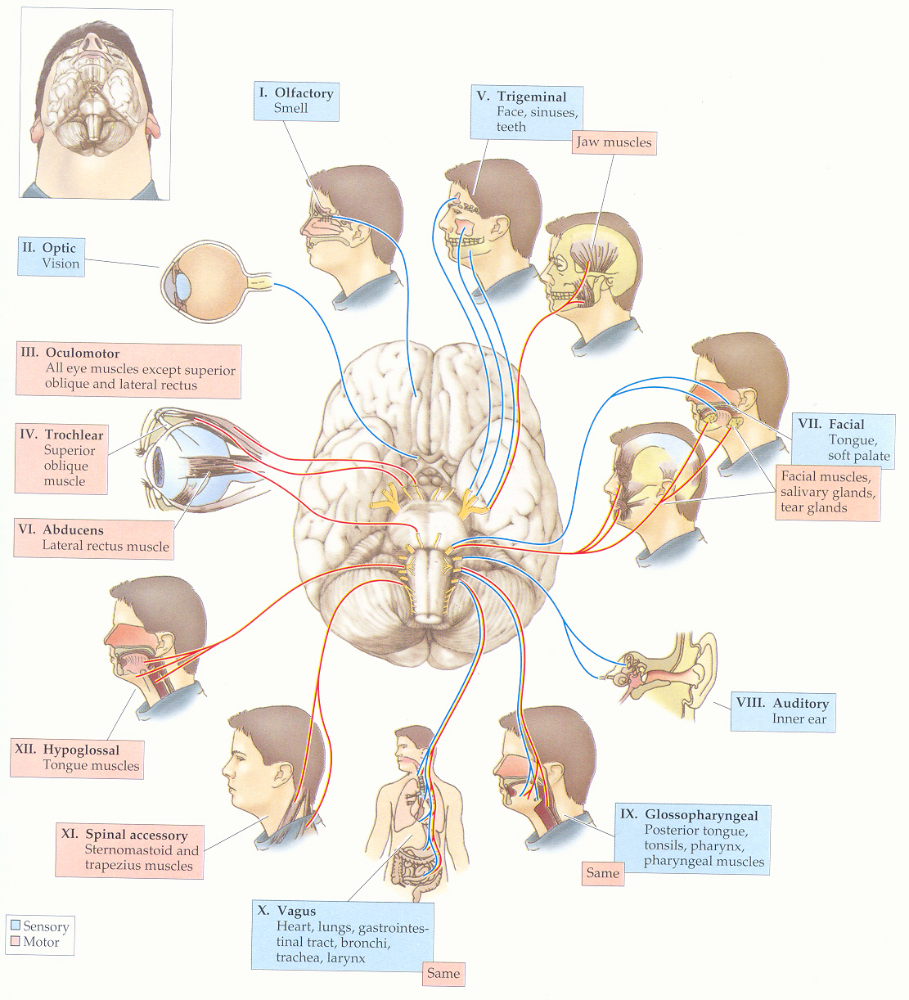 I. Olfactory
Smell
V. Trigeminal
Face, sinuses,
teeth
Jaw muscles
II. Optic
Vision
III. Oculomotor
All eye muscles except superior
oblique and lateral rectus
IV. Trochlear
Superior
oblique
muscle
VI. Abducens
Lateral rectus muscle
VII. Facial
Tongue,
soft palate
Facial muscles,
salivary glands,
tear glands
VIII. Auditory
Inner ear
XII. Hypoglossal
Tongue muscles
XI. Spinal accessory
Sternomastoid and
trapezius muscles
IX. Glossopharyngeal
Posterior tongue,
tonsils, pharynx,
pharyngeal muscles
Same
X. Vagus
Heart, lungs, gastrointes-
tinal tract, bronchi,
trachea, larynx
Same
Sensory
Motor